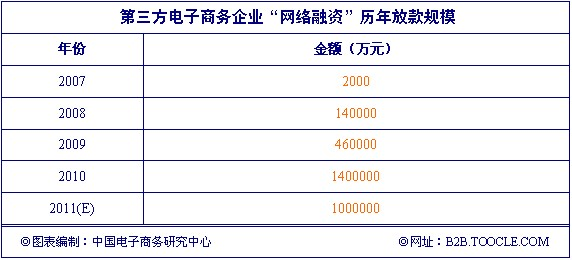 第三方电子商务企业“网络融资”历年放款规模
年份 金额（万元）
2007 2000
2008 140000
2009 460000
2010 1400000
2011(E) 1000000
◎图表编制：中国电子商务研究中心 ◎网址：B2B.TOOCLE.COM